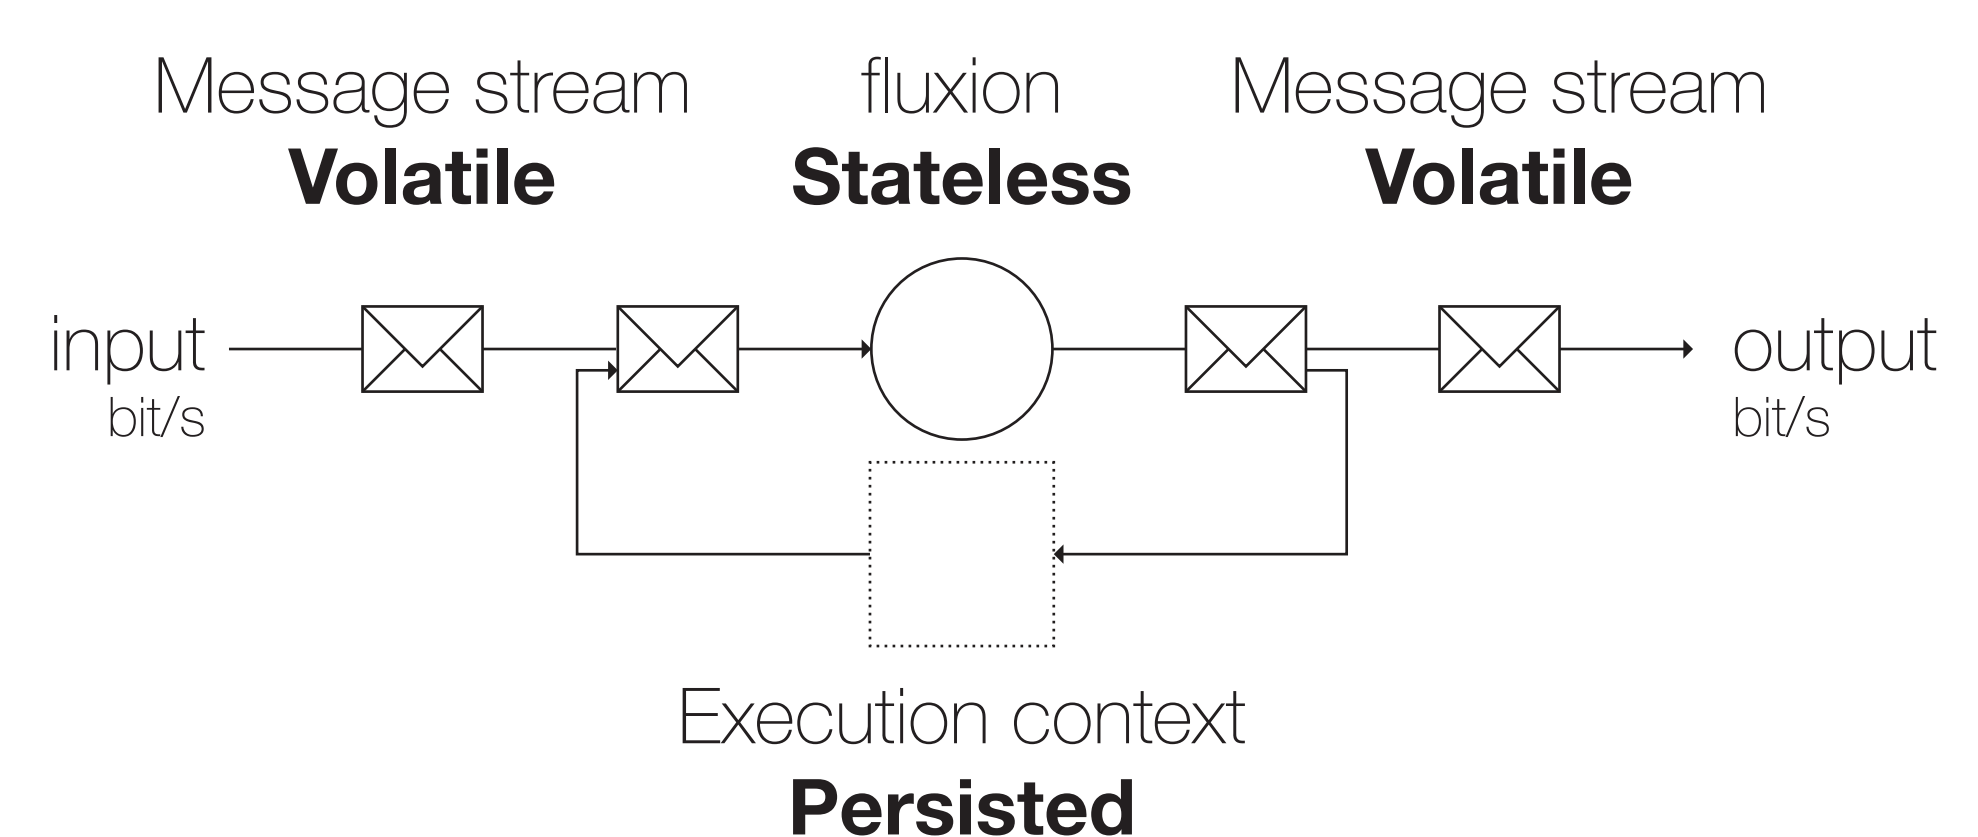 Message stream
Volatile
fluxion
Stateless
Message stream
Volatile
input
bit/s
output
bit/s
Execution context
Persisted